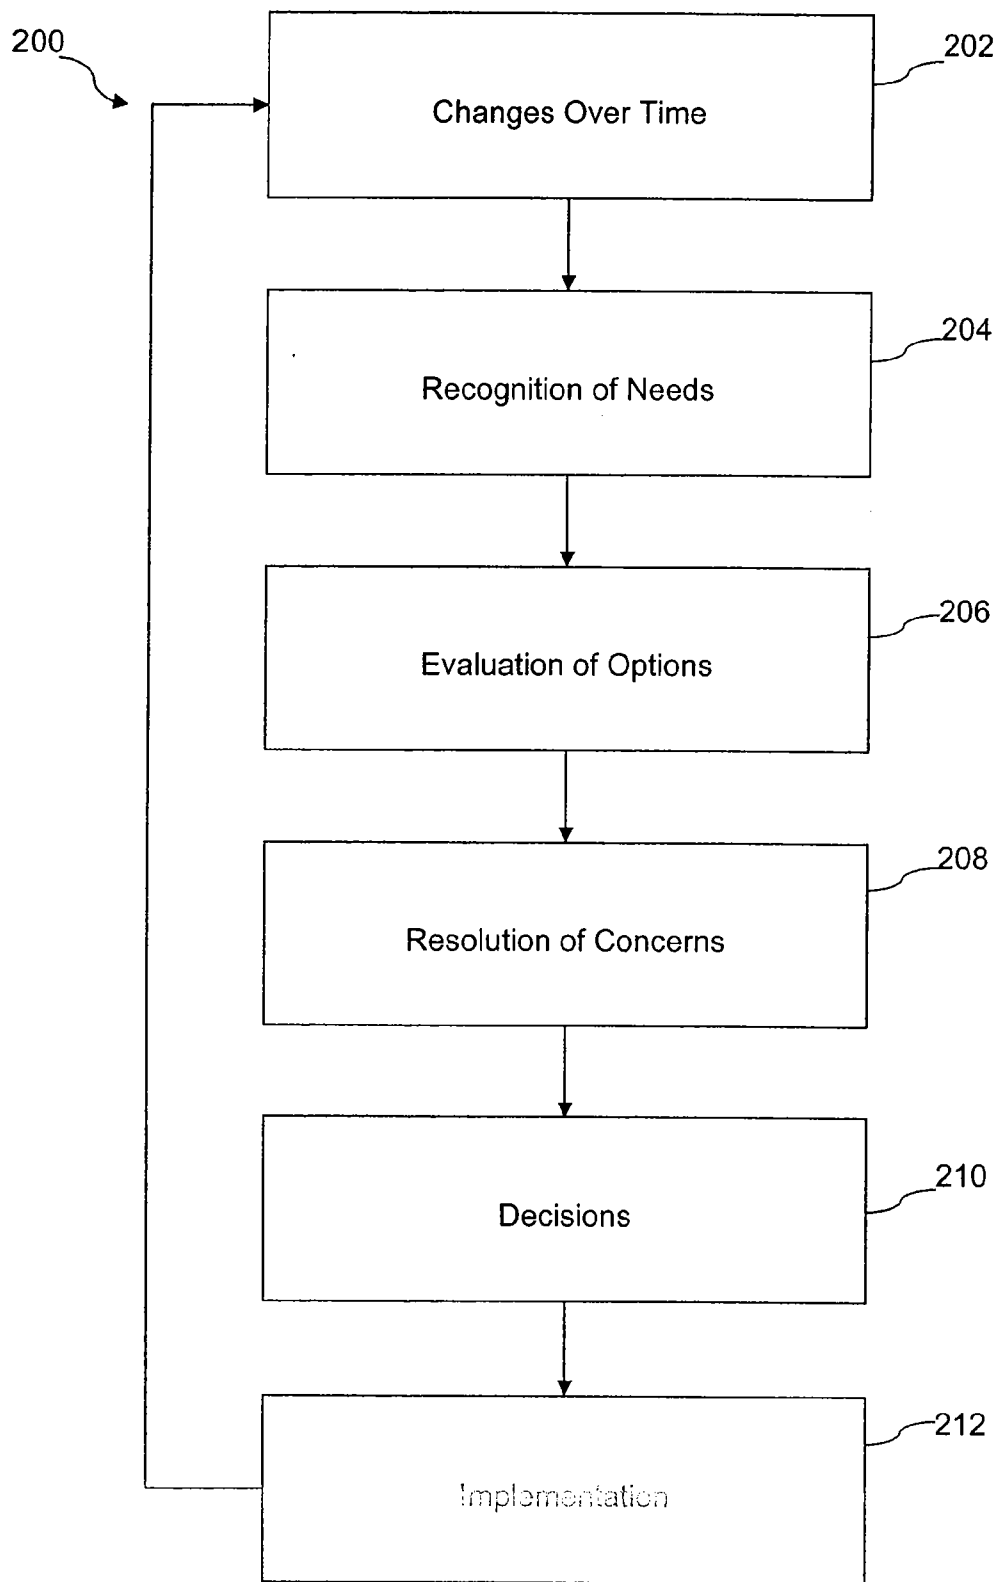 200
202
Changes Over Time
204
Recognition of Needs
206
Evaluation of Options
208
Resolution of Concerns
210
Decisions
212
Implementation